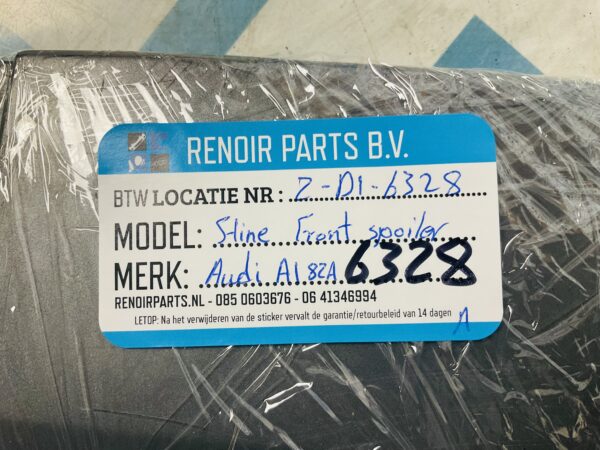 RENOIR PARTS B.V.
BTW LOCATIE NR : Z-D1-6328
MODEL: Sline Front spoiler
MERK: Audi A1 82A 6328
RENOIRPARTS.NL - 085 0603676 - 06 41346994
LETOP: Na het verwijderen van de sticker vervalt de garantie/retourbeleid van 14 dagen
A